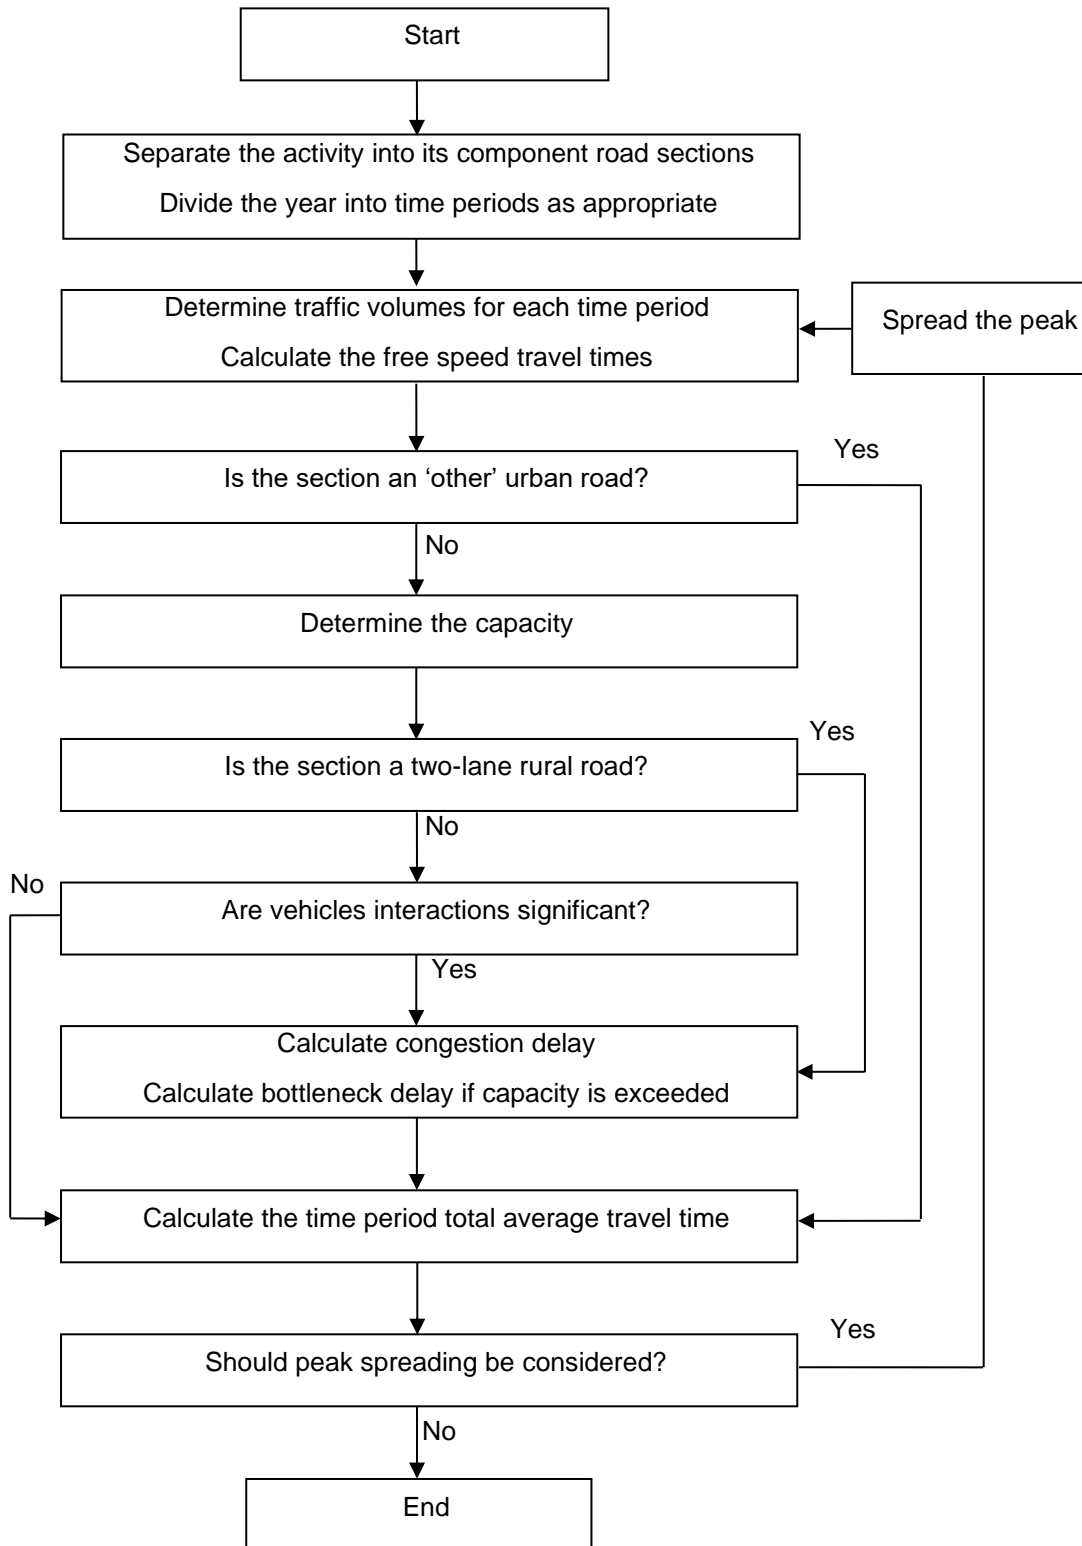 Start
Separate the activity into its component road sections
Divide the year into time periods as appropriate
Determine traffic volumes for each time period
Calculate the free speed travel times
Spread the peak
Is the section an ‘other’ urban road?
Yes
No
Determine the capacity
Is the section a two-lane rural road?
Yes
No
Are vehicles interactions significant?
No
Yes
Calculate congestion delay
Calculate bottleneck delay if capacity is exceeded
Calculate the time period total average travel time
Should peak spreading be considered?
Yes
No
End